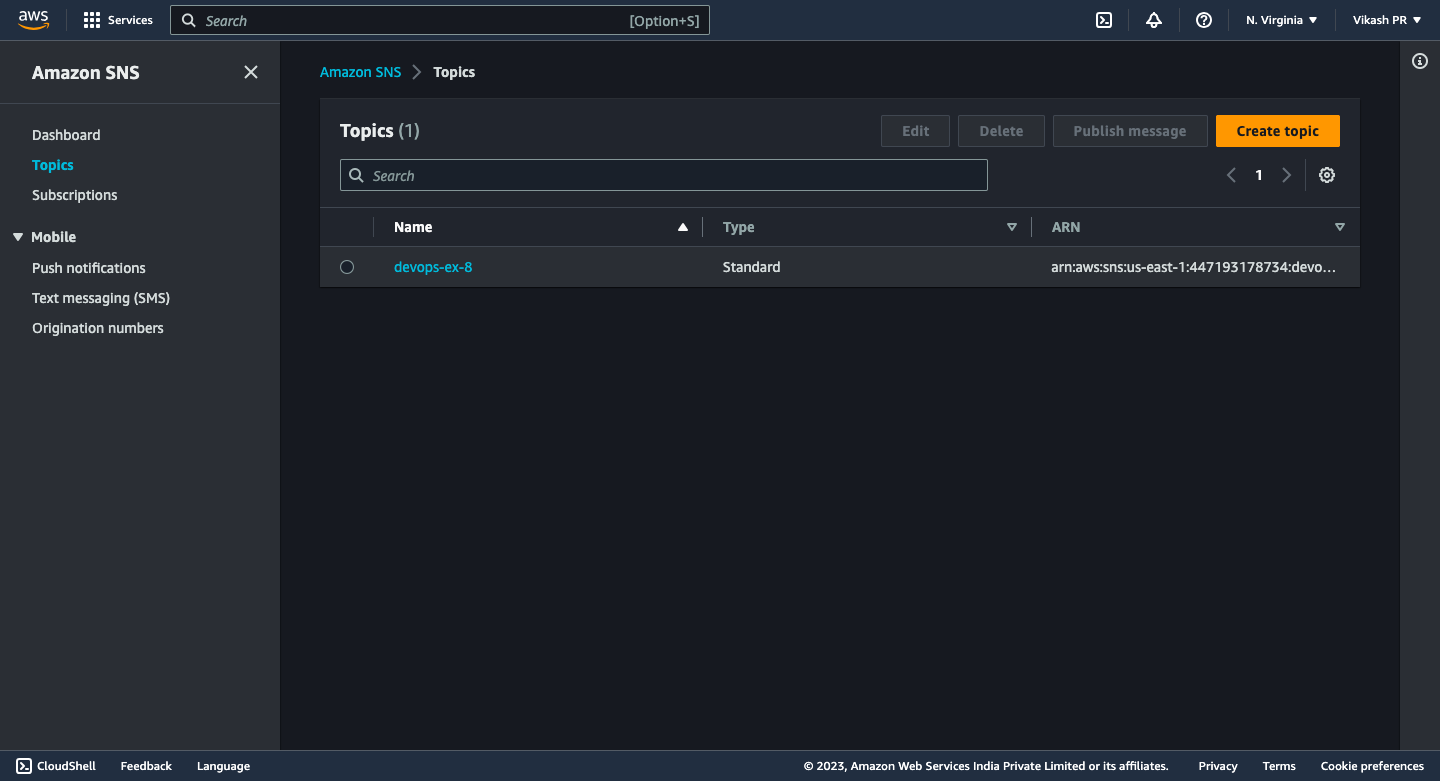 aws Services Search [Option+S] N. Virginia Vikash PR
Amazon SNS
Dashboard
Topics
Subscriptions
Mobile
Push notifications
Text messaging (SMS)
Origination numbers
Amazon SNS Topics
Topics (1) Edit Delete Publish message Create topic
Search 1
Name Type ARN
devops-ex-8 Standard arn:aws:sns:us-east-1:447193178734:devo...
CloudShell Feedback Language © 2023, Amazon Web Services India Private Limited or its affiliates. Privacy Terms Cookie preferences